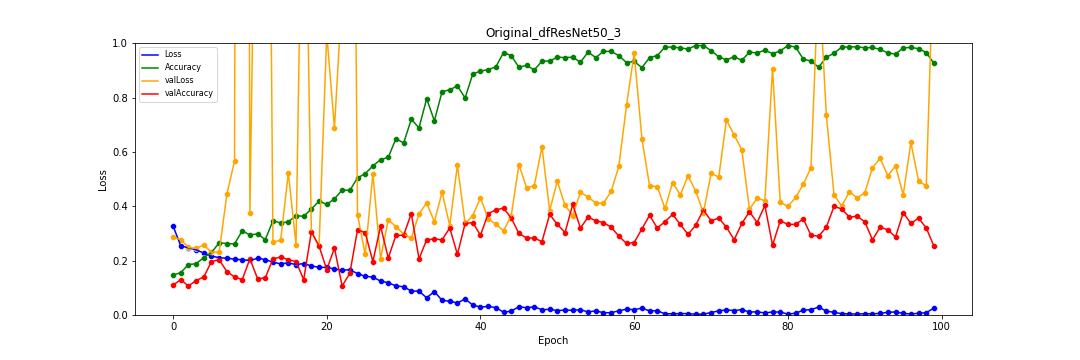 Original_dfResNet50_3
1.0
0.8
0.6
0.4
0.2
0.0
Loss
Loss
Accuracy
valLoss
valAccuracy
0 20 40 60 80 100
Epoch